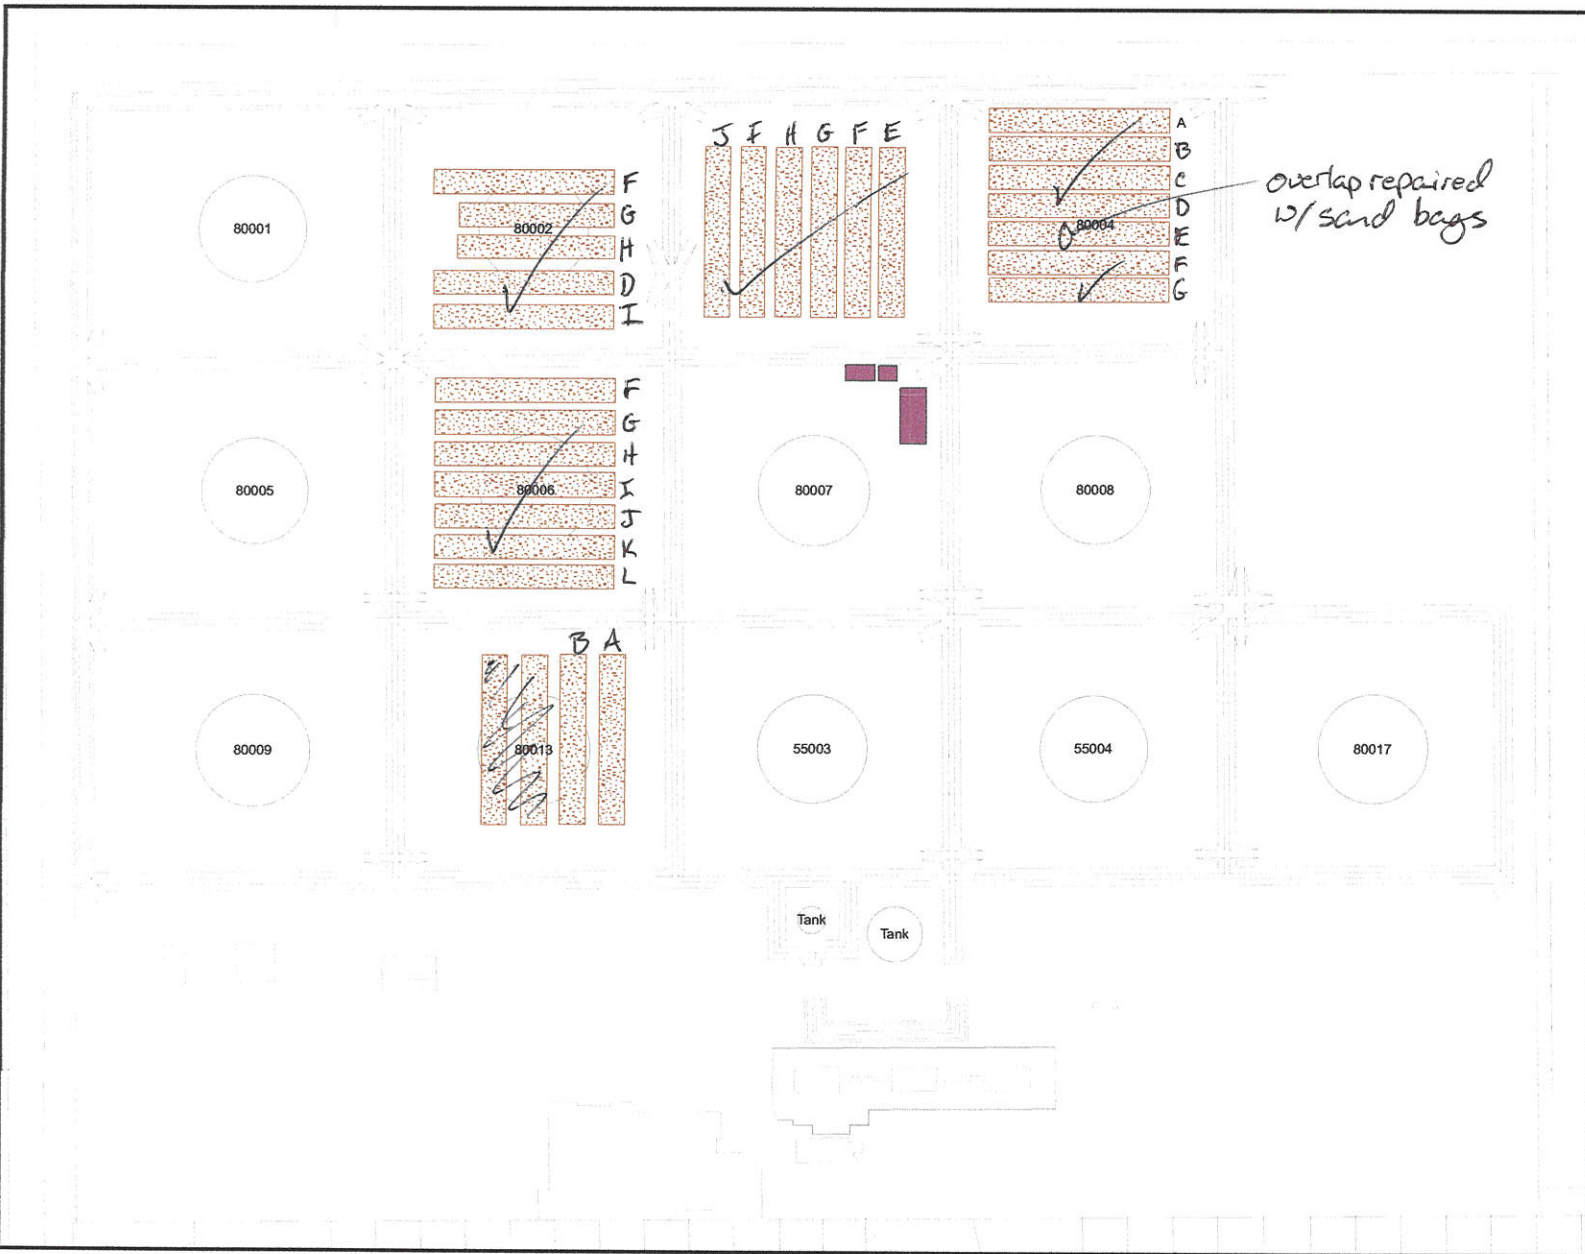 J I H G F E
A
B
C
D
E
F
G
80004
overlap repaired
w/ sand bags
80001
80002
F
G
H
D
I
80005
80006
F
G
H
I
J
K
L
80007
80008
B A
80009
80013
55003
55004
80017
Tank
Tank